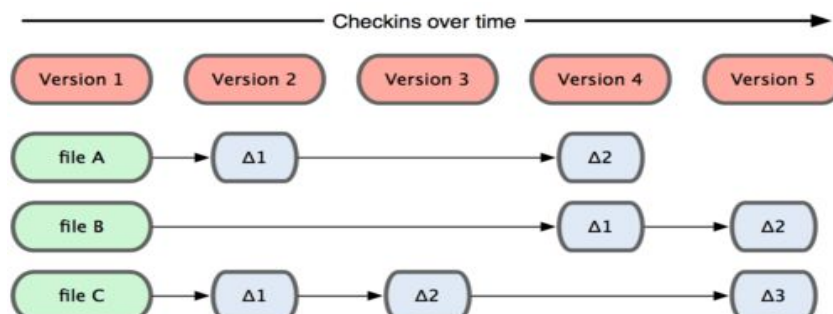 Checkins over time
Version 1 Version 2 Version 3 Version 4 Version 5
file A Δ1 Δ2
file B Δ1 Δ2
file C Δ1 Δ2 Δ3